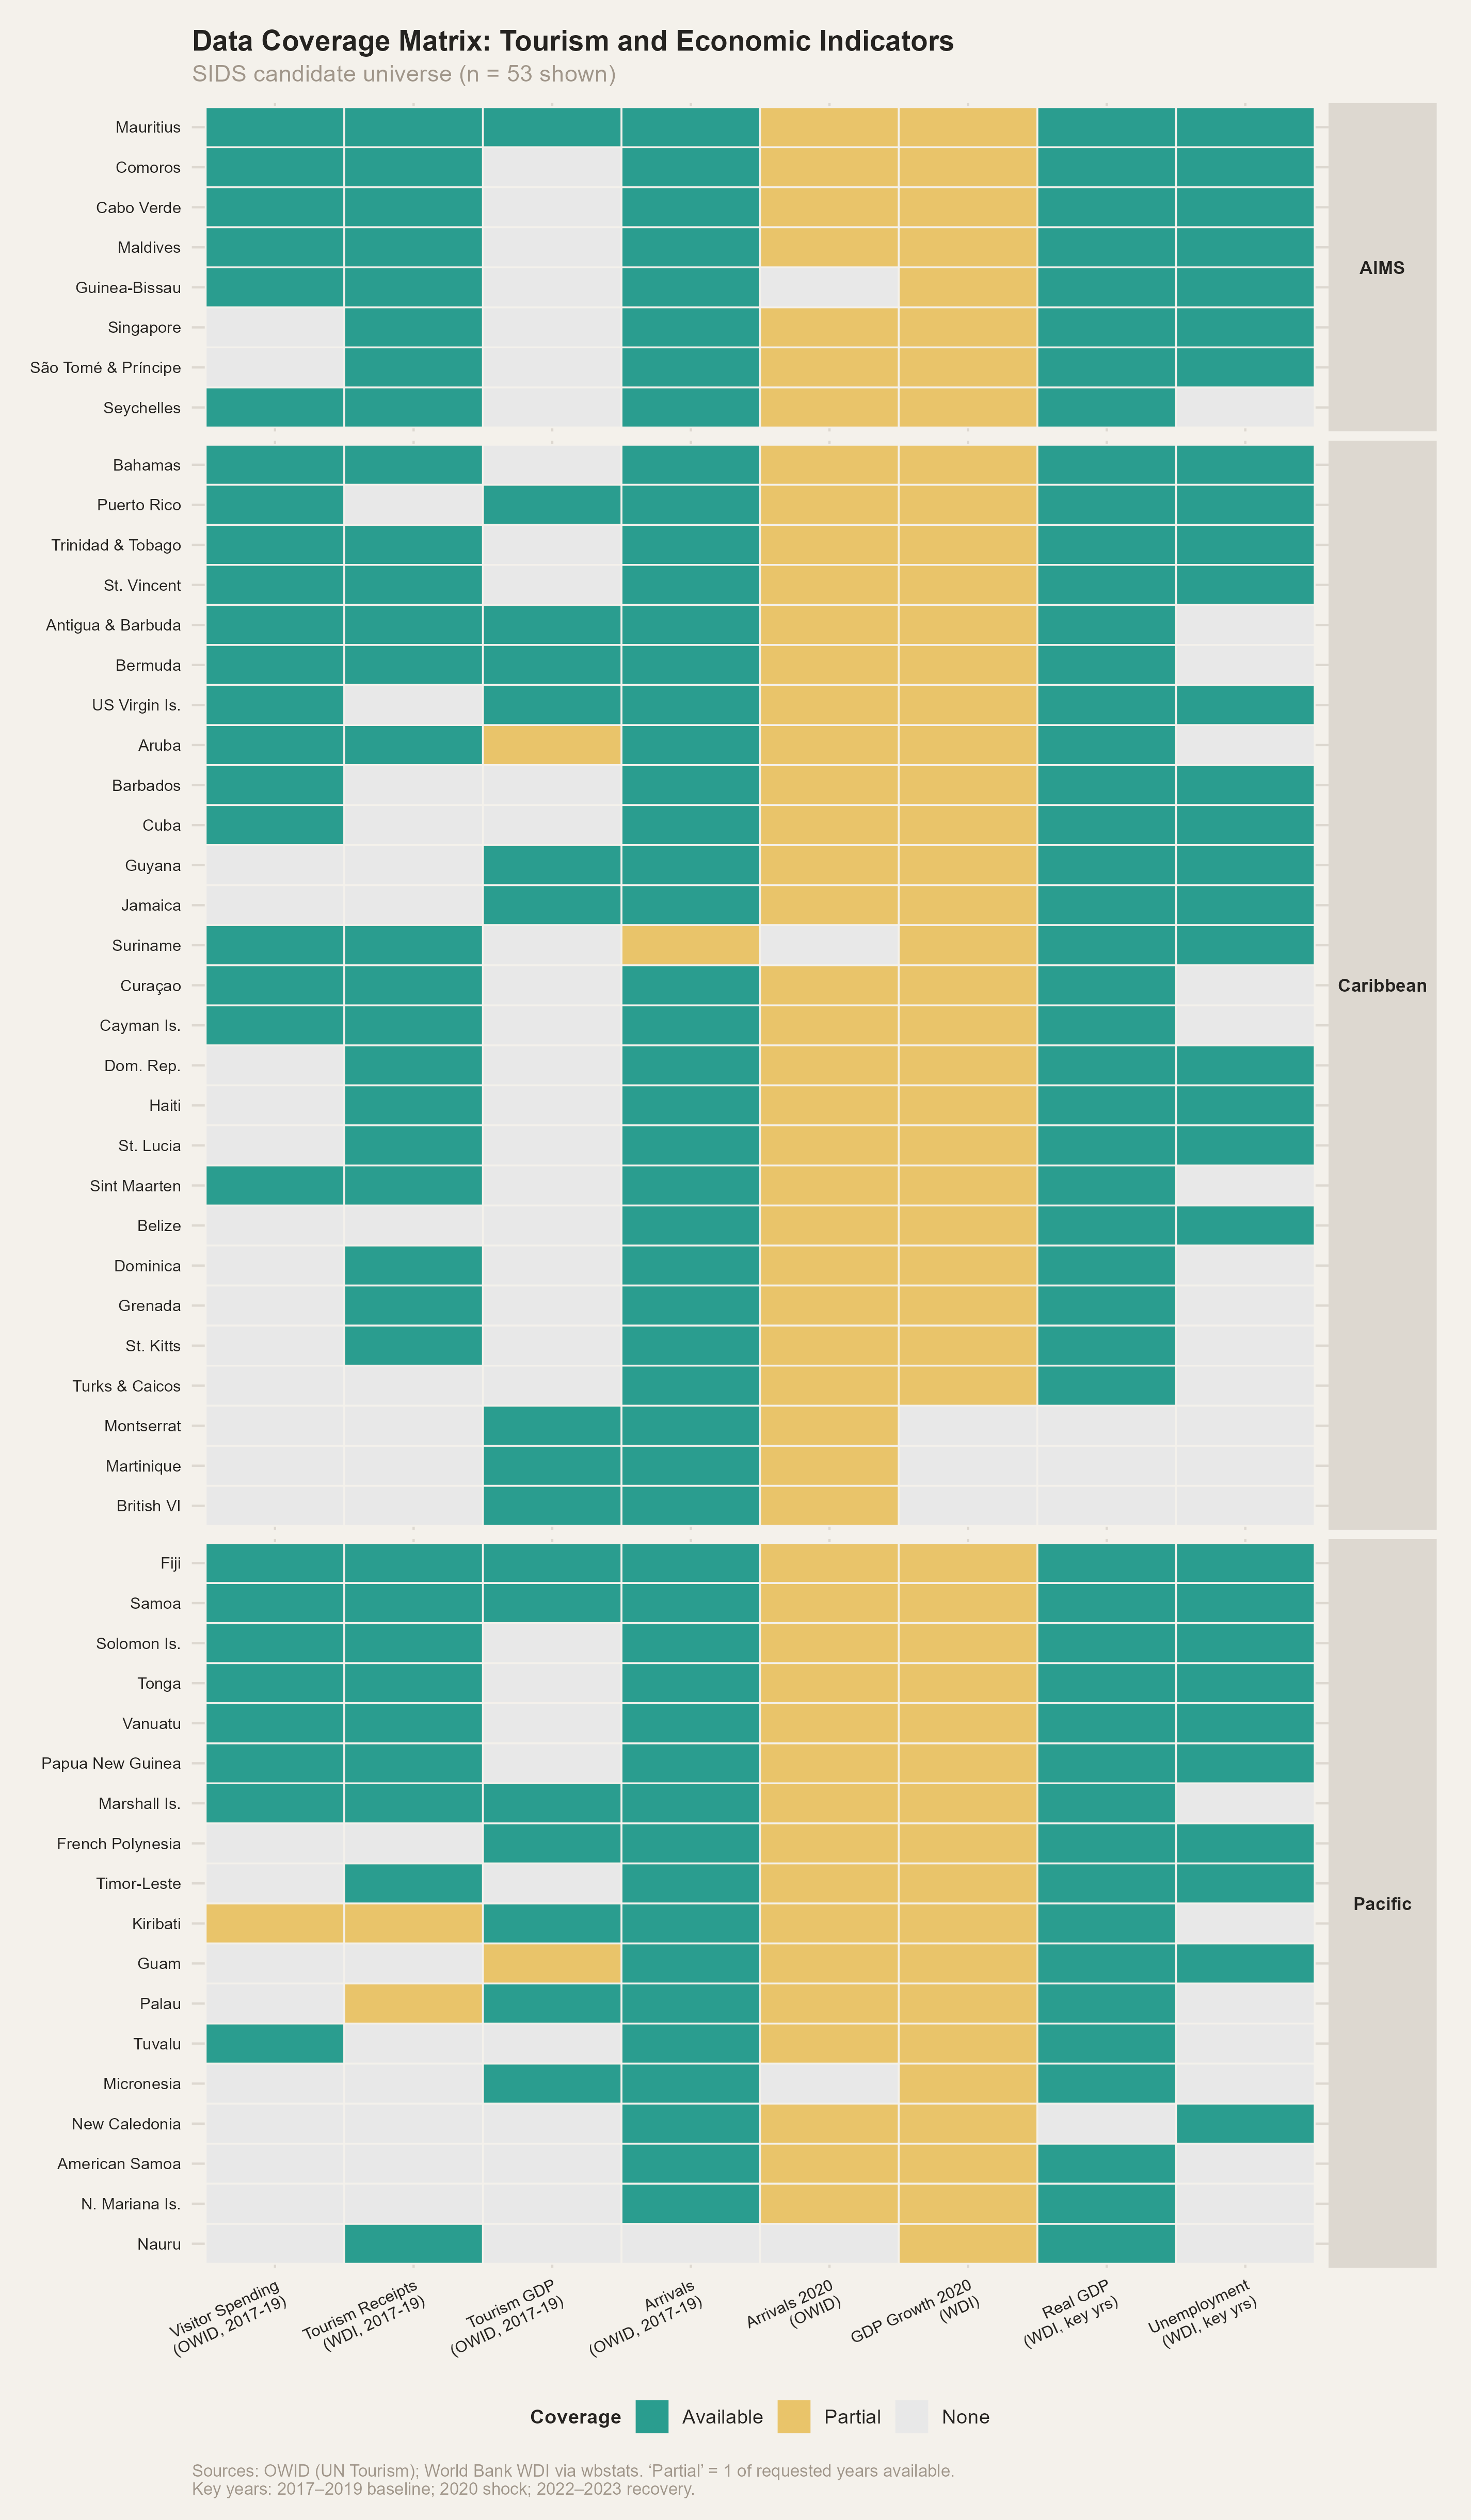 Data Coverage Matrix: Tourism and Economic Indicators
SIDS candidate universe (n = 53 shown)
Mauritius
Comoros
Cabo Verde
Maldives
Guinea-Bissau
Singapore
São Tomé & Príncipe
Seychelles
AIMS
Bahamas
Puerto Rico
Trinidad & Tobago
St. Vincent
Antigua & Barbuda
Bermuda
US Virgin Is.
Aruba
Barbados
Cuba
Guyana
Jamaica
Suriname
Curaçao
Cayman Is.
Dom. Rep.
Haiti
St. Lucia
Sint Maarten
Belize
Dominica
Grenada
St. Kitts
Turks & Caicos
Montserrat
Martinique
British VI
Caribbean
Fiji
Samoa
Solomon Is.
Tonga
Vanuatu
Papua New Guinea
Marshall Is.
French Polynesia
Timor-Leste
Kiribati
Guam
Palau
Tuvalu
Micronesia
New Caledonia
American Samoa
N. Mariana Is.
Nauru
Pacific
Visitor Spending
(OWID, 2017-19)
Tourism Receipts
(WDI, 2017-19)
Tourism GDP
(OWID, 2017-19)
Arrivals
(OWID, 2017-19)
Arrivals 2020
(OWID)
GDP Growth 2020
(WDI)
Real GDP
(WDI, key yrs)
Unemployment
(WDI, key yrs)
Coverage
Available
Partial
None
Sources: OWID (UN Tourism); World Bank WDI via wbstats. ‘Partial’ = 1 of requested years available.
Key years: 2017–2019 baseline; 2020 shock; 2022–2023 recovery.